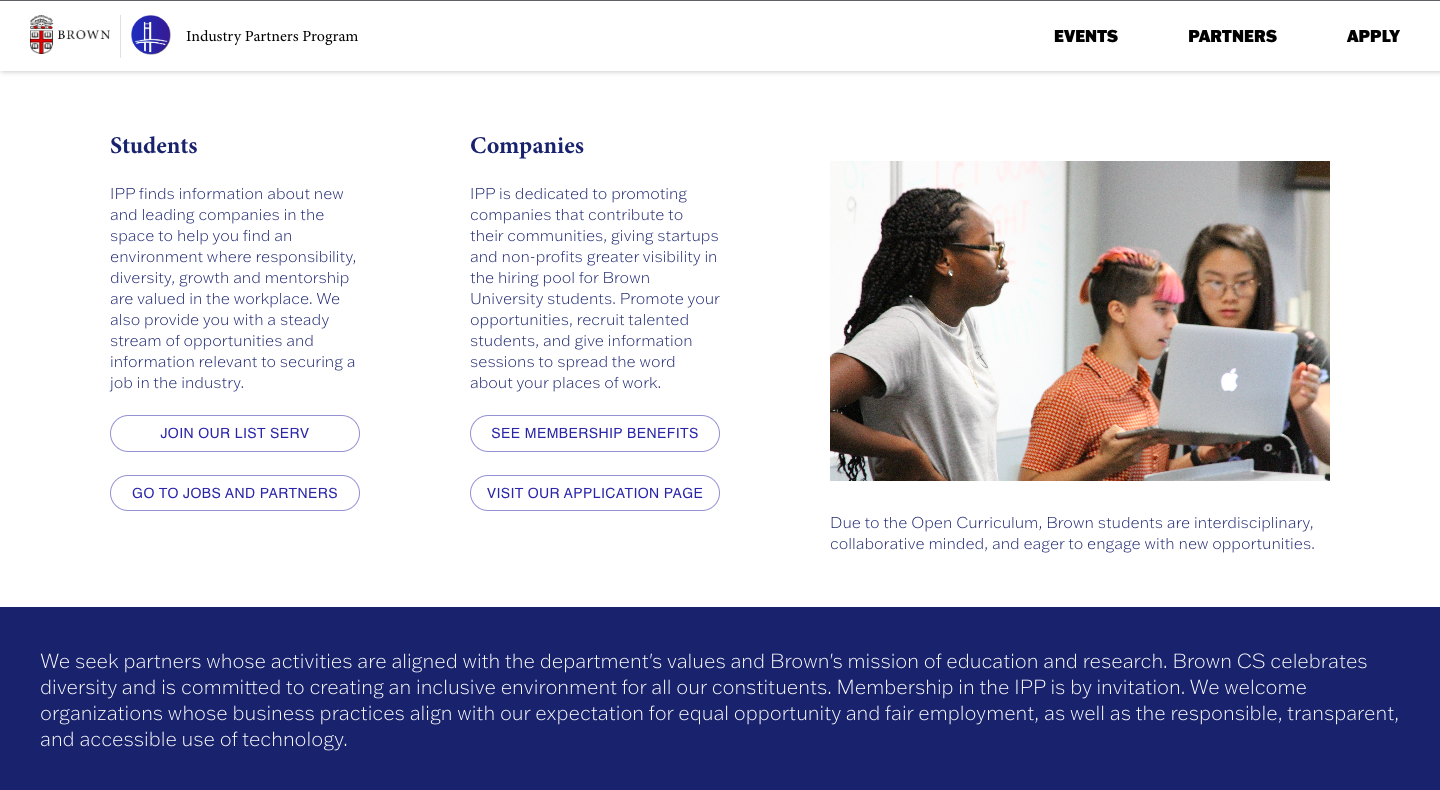 BROWN
Industry Partners Program
EVENTS
PARTNERS
APPLY
Students
IPP finds information about new
and leading companies in the
space to help you find an
environment where responsibility,
diversity, growth and mentorship
are valued in the workplace. We
also provide you with a steady
stream of opportunities and
information relevant to securing a
job in the industry.
JOIN OUR LIST SERV
GO TO JOBS AND PARTNERS
Companies
IPP is dedicated to promoting
companies that contribute to
their communities, giving startups
and non-profits greater visibility in
the hiring pool for Brown
University students. Promote your
opportunities, recruit talented
students, and give information
sessions to spread the word
about your places of work.
SEE MEMBERSHIP BENEFITS
VISIT OUR APPLICATION PAGE
Due to the Open Curriculum, Brown students are interdisciplinary,
collaborative minded, and eager to engage with new opportunities.
We seek partners whose activities are aligned with the department's values and Brown's mission of education and research. Brown CS celebrates
diversity and is committed to creating an inclusive environment for all our constituents. Membership in the IPP is by invitation. We welcome
organizations whose business practices align with our expectation for equal opportunity and fair employment, as well as the responsible, transparent,
and accessible use of technology.